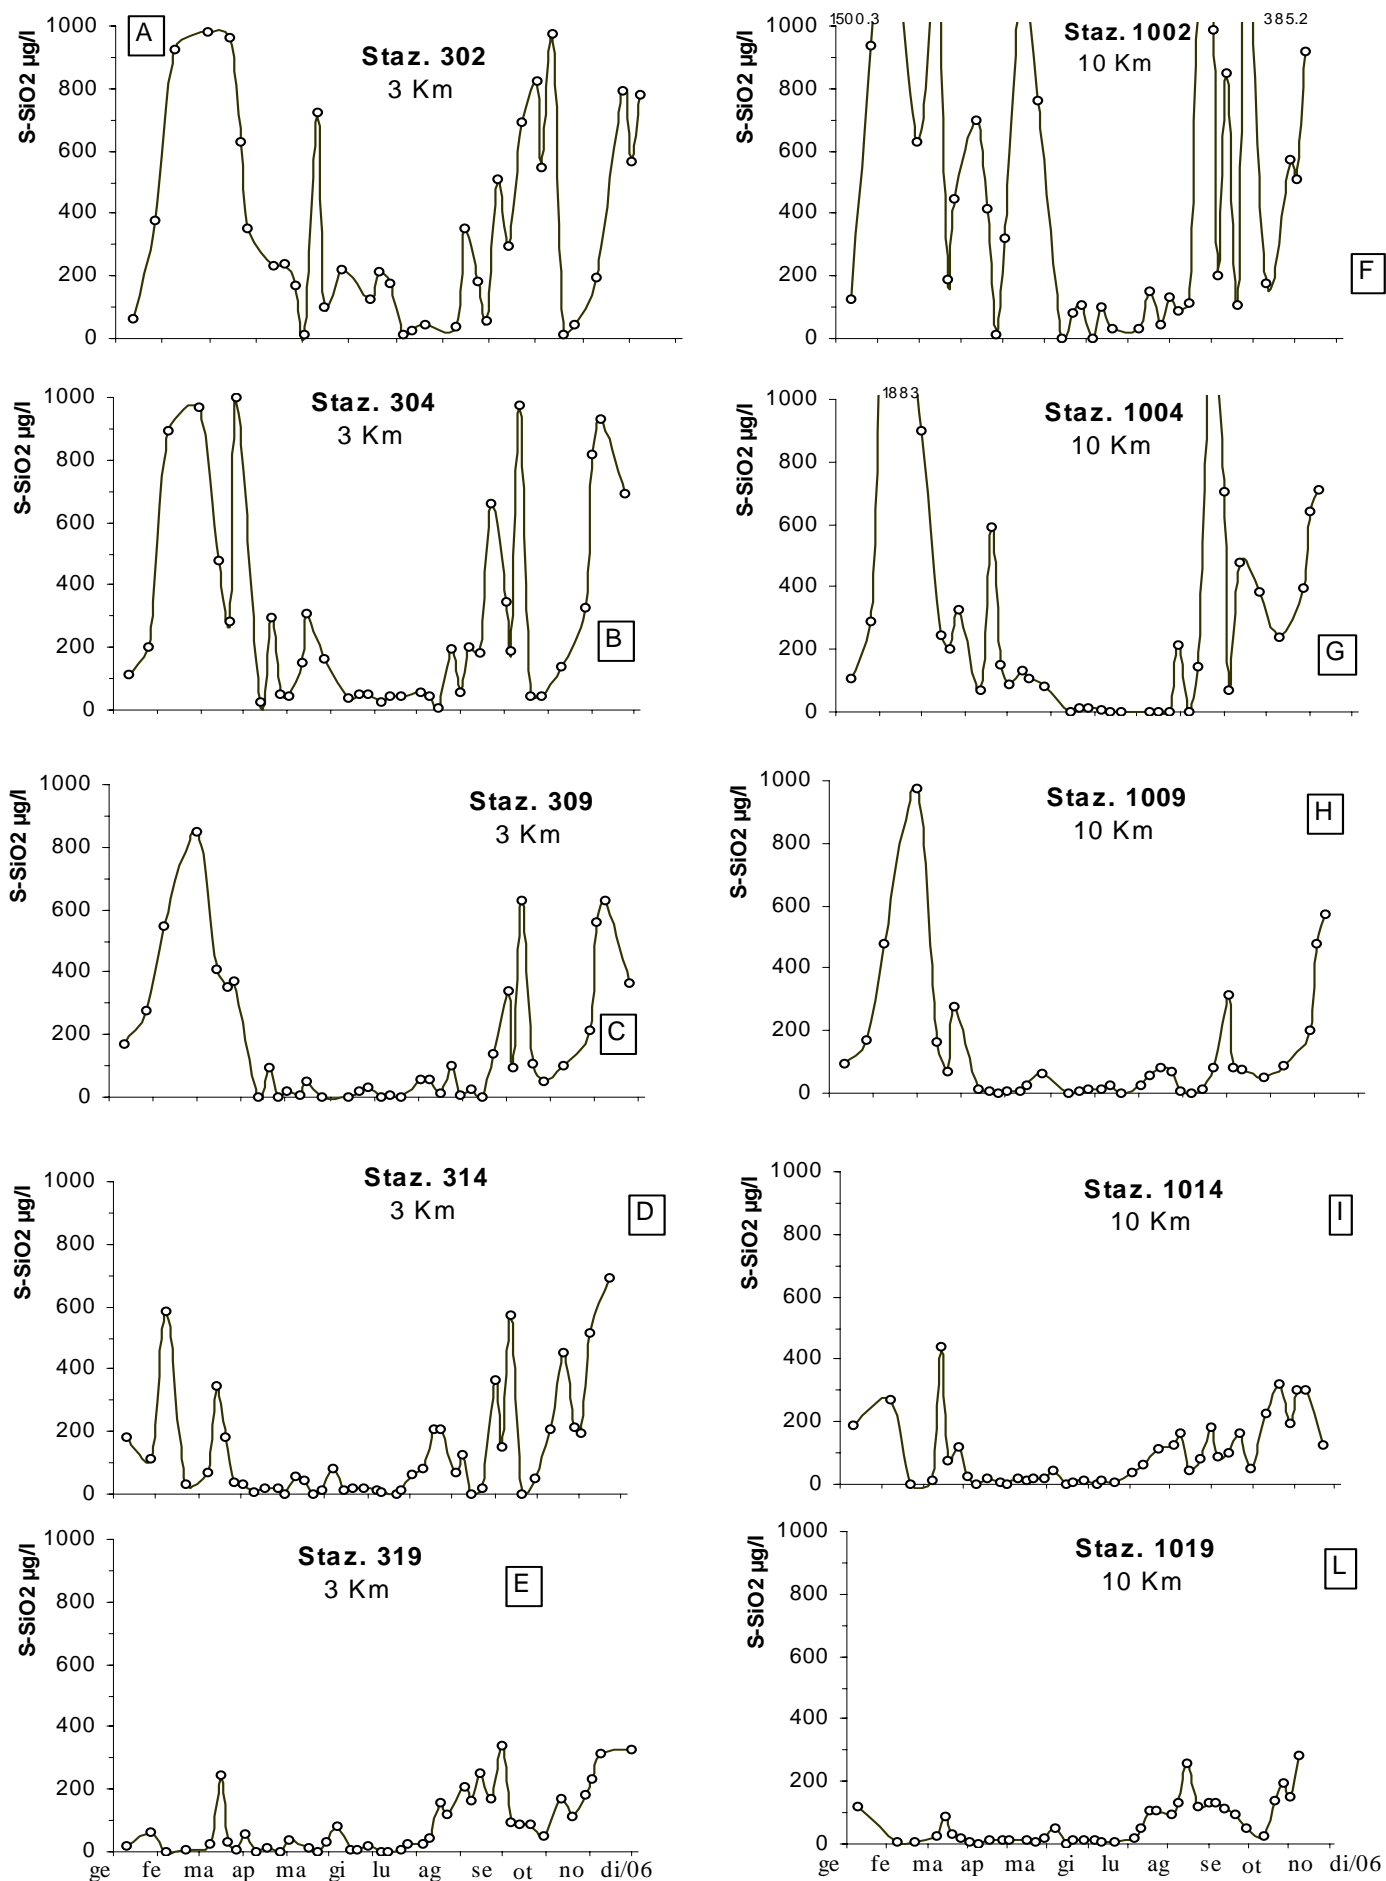 A
Staz. 302
3 Km
S-SiO2 µg/l
1000
800
600
400
200
0
1500.3
385.2
Staz. 1002
10 Km
F
S-SiO2 µg/l
1000
800
600
400
200
0
Staz. 304
3 Km
B
S-SiO2 µg/l
1000
800
600
400
200
0
1883
Staz. 1004
10 Km
G
S-SiO2 µg/l
1000
800
600
400
200
0
Staz. 309
3 Km
C
S-SiO2 µg/l
1000
800
600
400
200
0
Staz. 1009
10 Km
H
S-SiO2 µg/l
1000
800
600
400
200
0
Staz. 314
3 Km
D
S-SiO2 µg/l
1000
800
600
400
200
0
Staz. 1014
10 Km
I
S-SiO2 µg/l
1000
800
600
400
200
0
Staz. 319
3 Km
E
S-SiO2 µg/l
1000
800
600
400
200
0
ge fe ma ap ma gi lu ag se ot no di/06
Staz. 1019
10 Km
L
S-SiO2 µg/l
1000
800
600
400
200
0
ge fe ma ap ma gi lu ag se ot no di/06